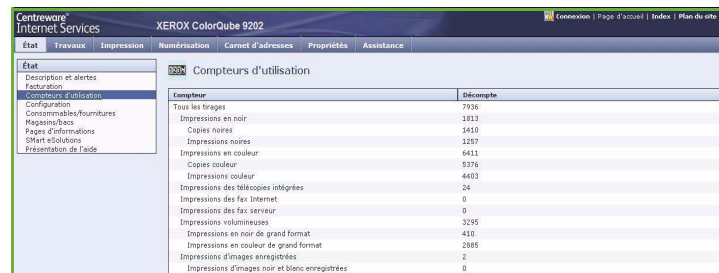 Centreware®
Internet Services
XEROX ColorQube 9202
Connexion | Page d'accueil | Index | Plan du site
État Travaux Impression Numérisation Carnet d'adresses Propriétés Assistance
État
Description et alertes
Facturation
Compteurs d'utilisation
Configuration
Consommables/fournitures
Magasins/bacs
Pages d'informations
SMart eSolutions
Présentation de l'aide
Compteurs d'utilisation
Compteur Décompte
Tous les tirages 7936
Impressions en noir 1813
Copies noires 1410
Impressions noires 1257
Impressions en couleur 6411
Copies couleur 5376
Impressions couleur 4403
Impressions des télécopies intégrées 24
Impressions des fax Internet 0
Impressions des fax serveur 0
Impressions volumineuses 3295
Impressions en noir de grand format 410
Impressions en couleur de grand format 2885
Impressions d'images enregistrées 2
Impressions d'images noir et blanc enregistrées 0